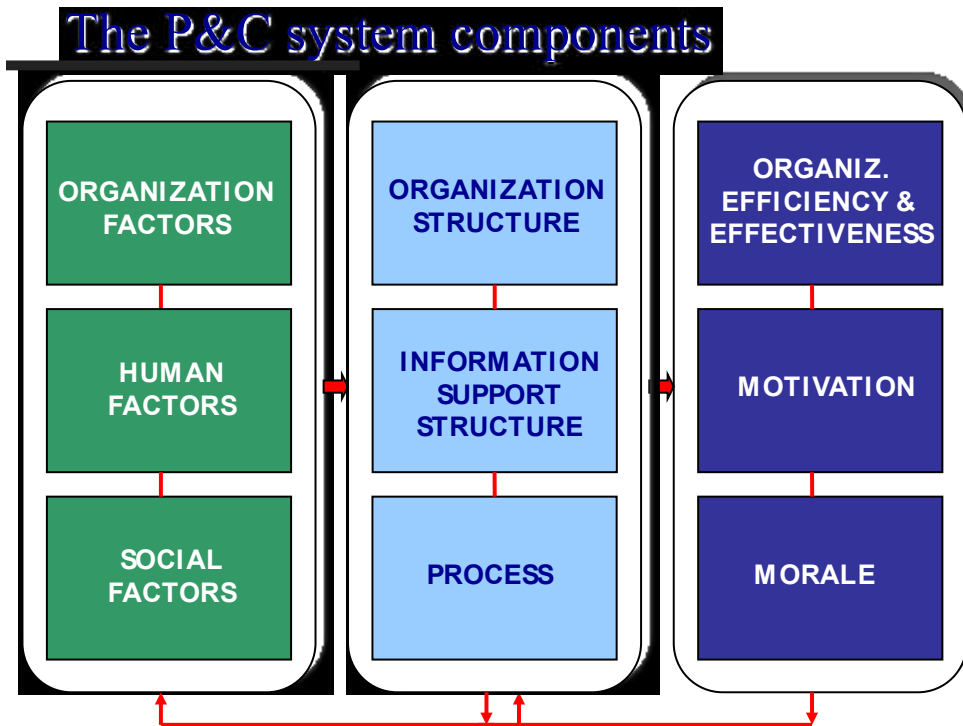 The P&C system components
ORGANIZATION
FACTORS
HUMAN
FACTORS
SOCIAL
FACTORS
ORGANIZATION
STRUCTURE
INFORMATION
SUPPORT
STRUCTURE
PROCESS
ORGANIZ.
EFFICIENCY &
EFFECTIVENESS
MOTIVATION
MORALE